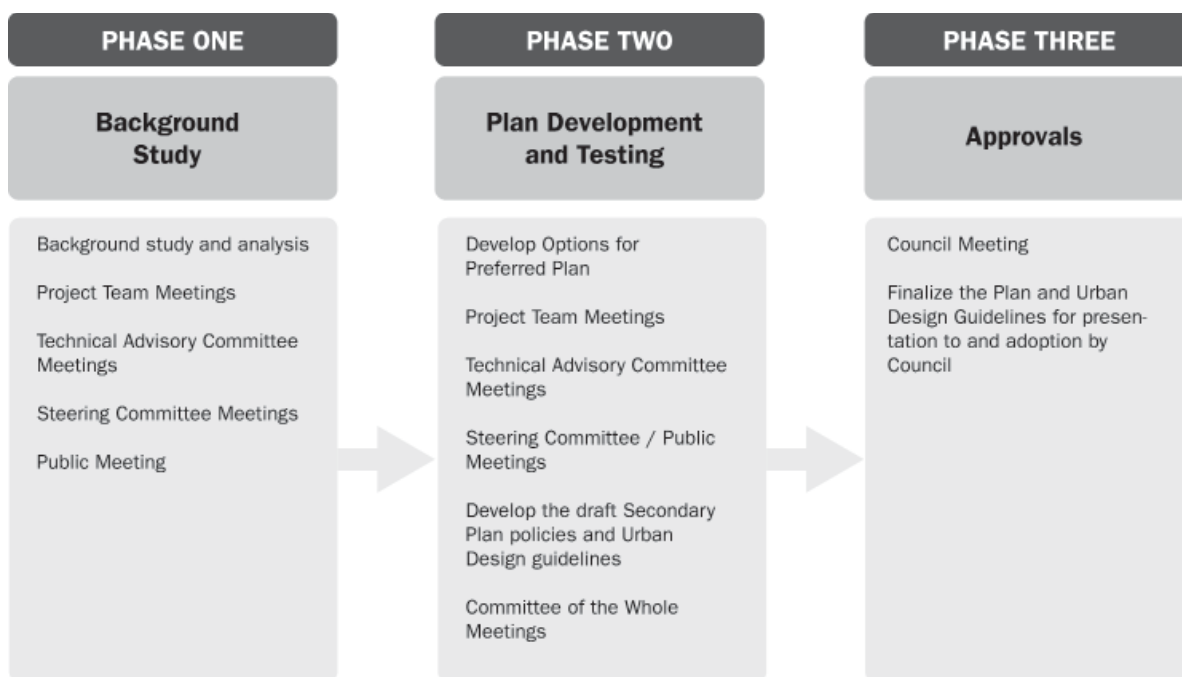 PHASE ONE
Background
Study
Background study and analysis
Project Team Meetings
Technical Advisory Committee
Meetings
Steering Committee Meetings
Public Meeting
PHASE TWO
Plan Development
and Testing
Develop Options for
Preferred Plan
Project Team Meetings
Technical Advisory Committee
Meetings
Steering Committee / Public
Meetings
Develop the draft Secondary
Plan policies and Urban
Design guidelines
Committee of the Whole
Meetings
PHASE THREE
Approvals
Council Meeting
Finalize the Plan and Urban
Design Guidelines for presen-
tation to and adoption by
Council